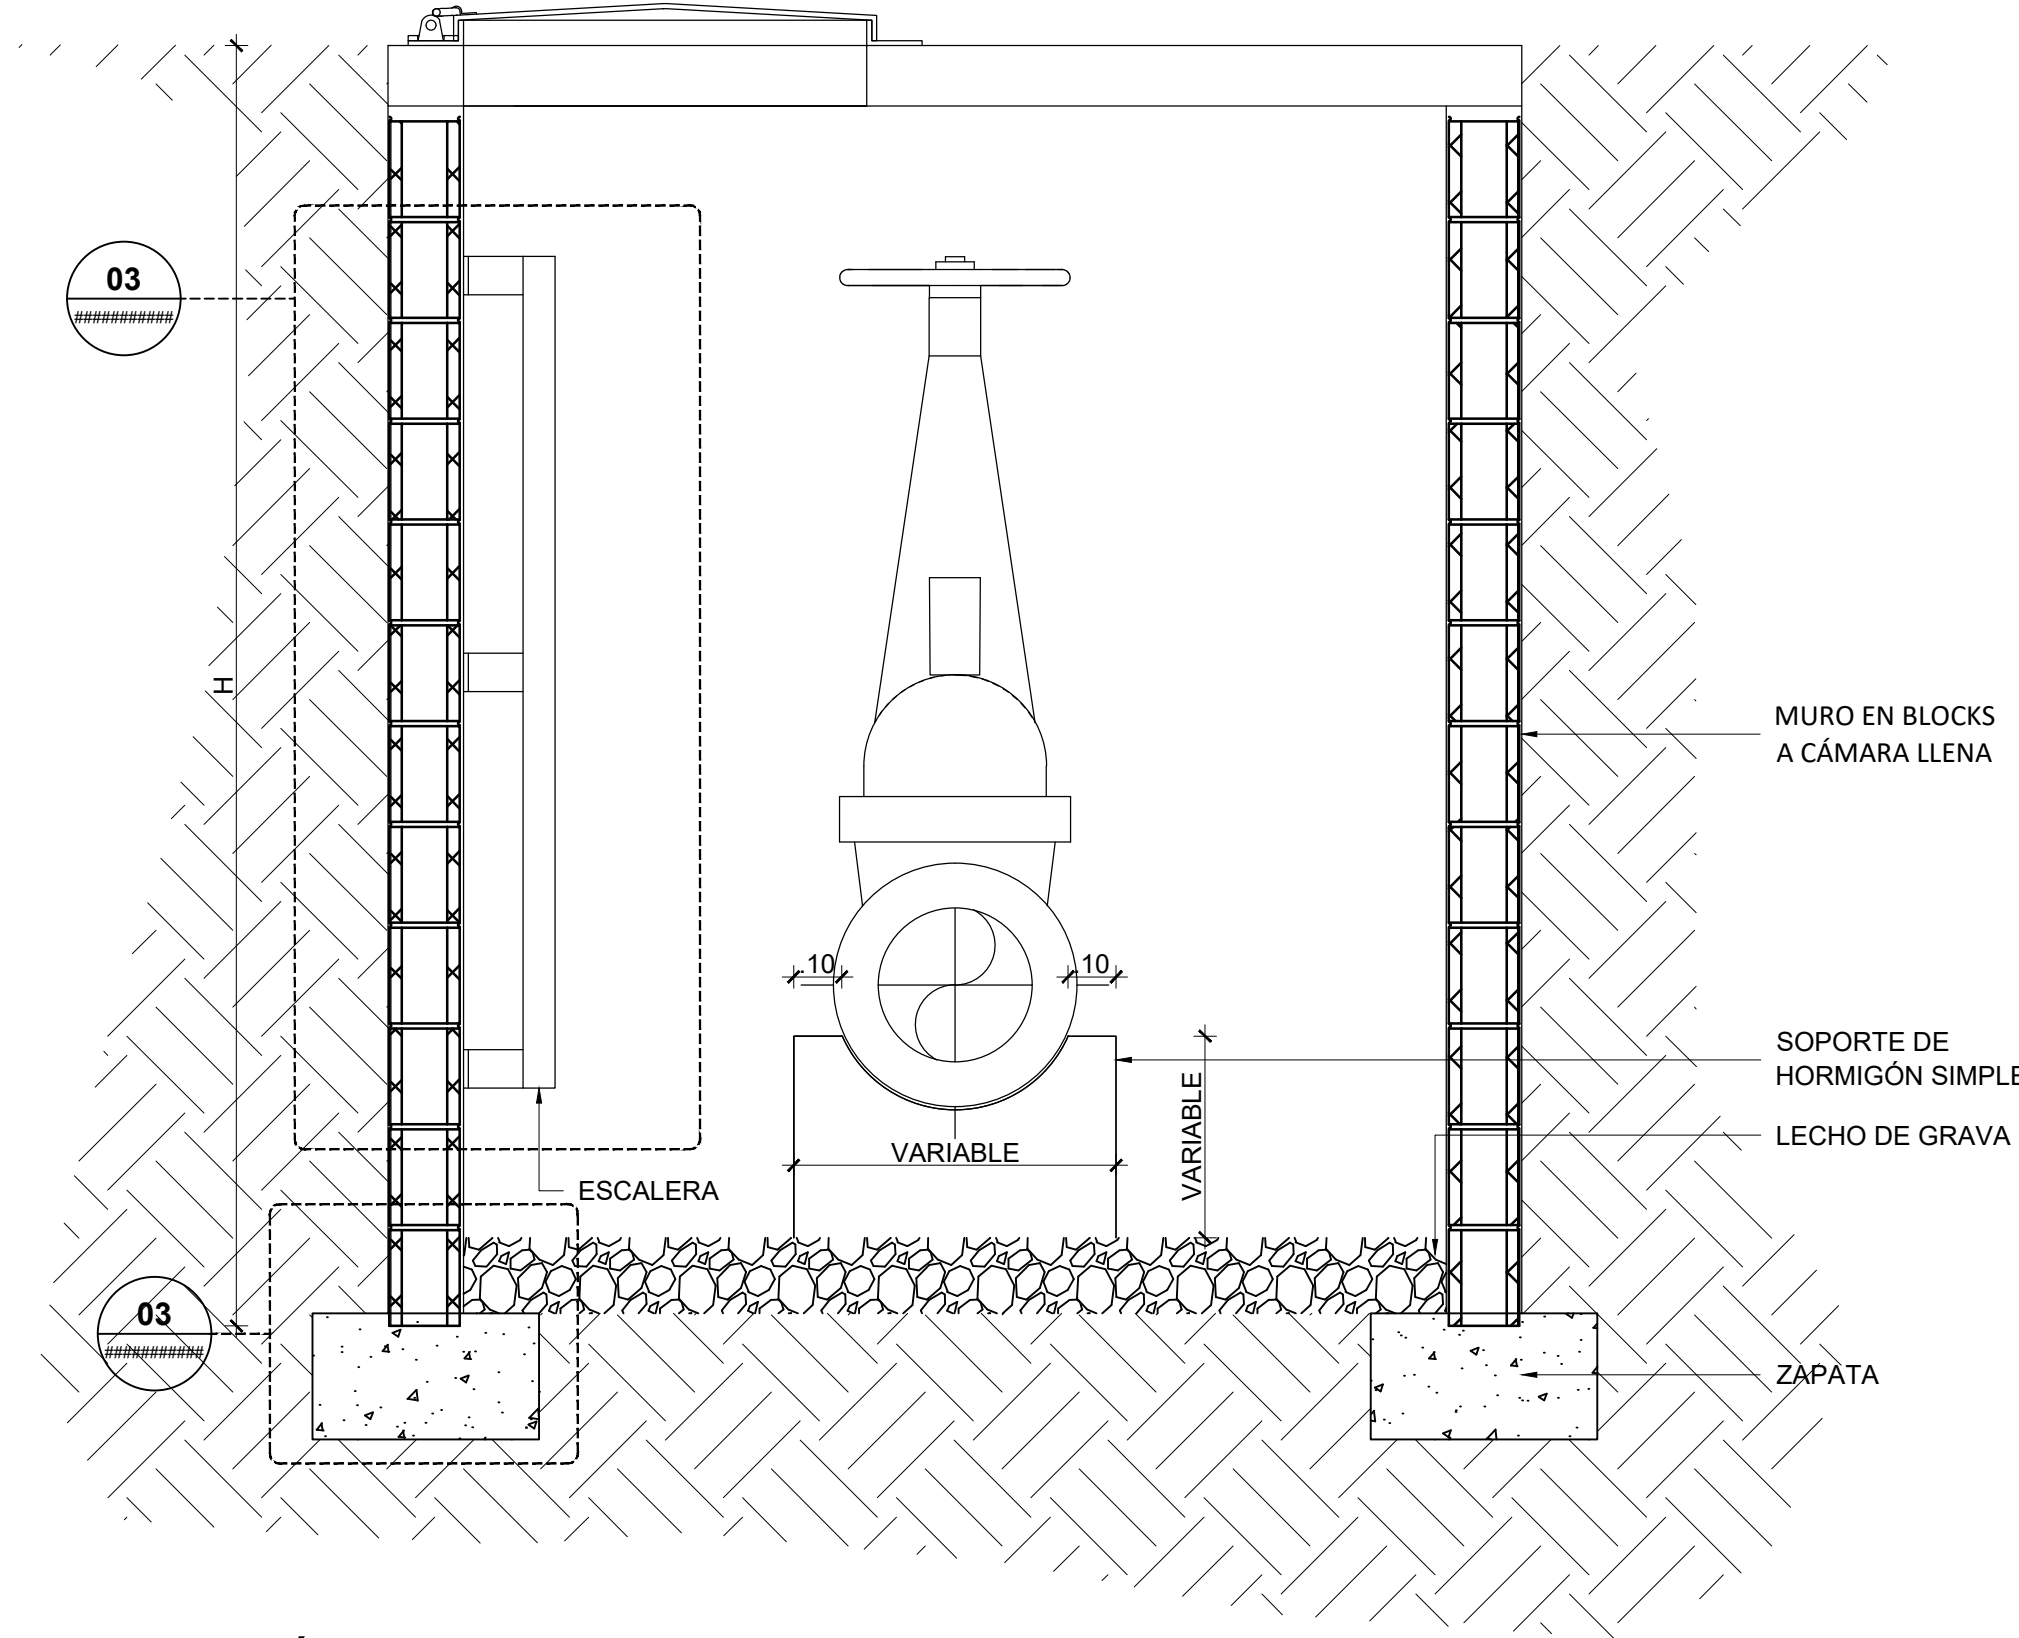 03
###########
H
MURO EN BLOCKS
A CÁMARA LLENA
.10
.10
SOPORTE DE
HORMIGÓN SIMPLE
VARIABLE
VARIABLE
LECHO DE GRAVA
ESCALERA
03
###########
ZAPATA